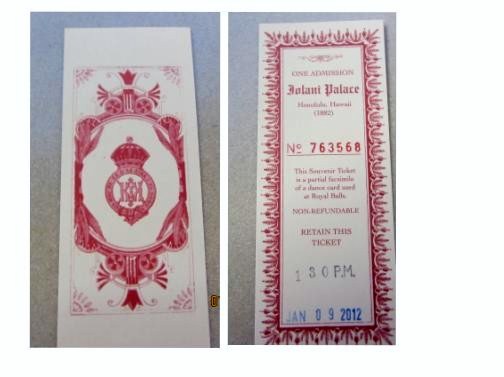 ONE ADMISSION
Iolani Palace
Honolulu, Hawaii
(1882)
No 763568
This Souvenir Ticket
is a partial facsimile
of a dance card used
at Royal Balls.
NON-REFUNDABLE
RETAIN THIS
TICKET
1 30 P.M.
JAN 09 2012